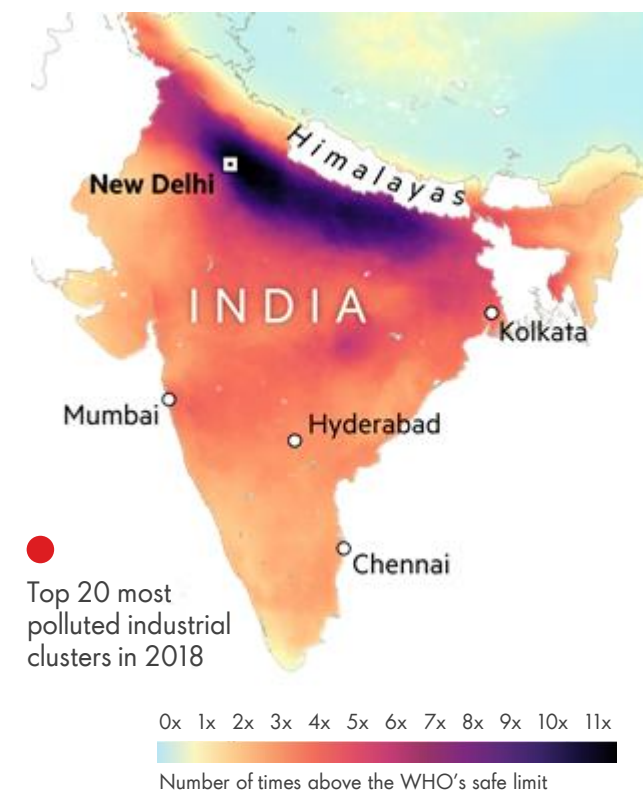 Himalayas
New Delhi
INDIA
Kolkata
Mumbai
Hyderabad
Chennai
Top 20 most
polluted industrial
clusters in 2018
0x 1x 2x 3x 4x 5x 6x 7x 8x 9x 10x 11x
Number of times above the WHO's safe limit